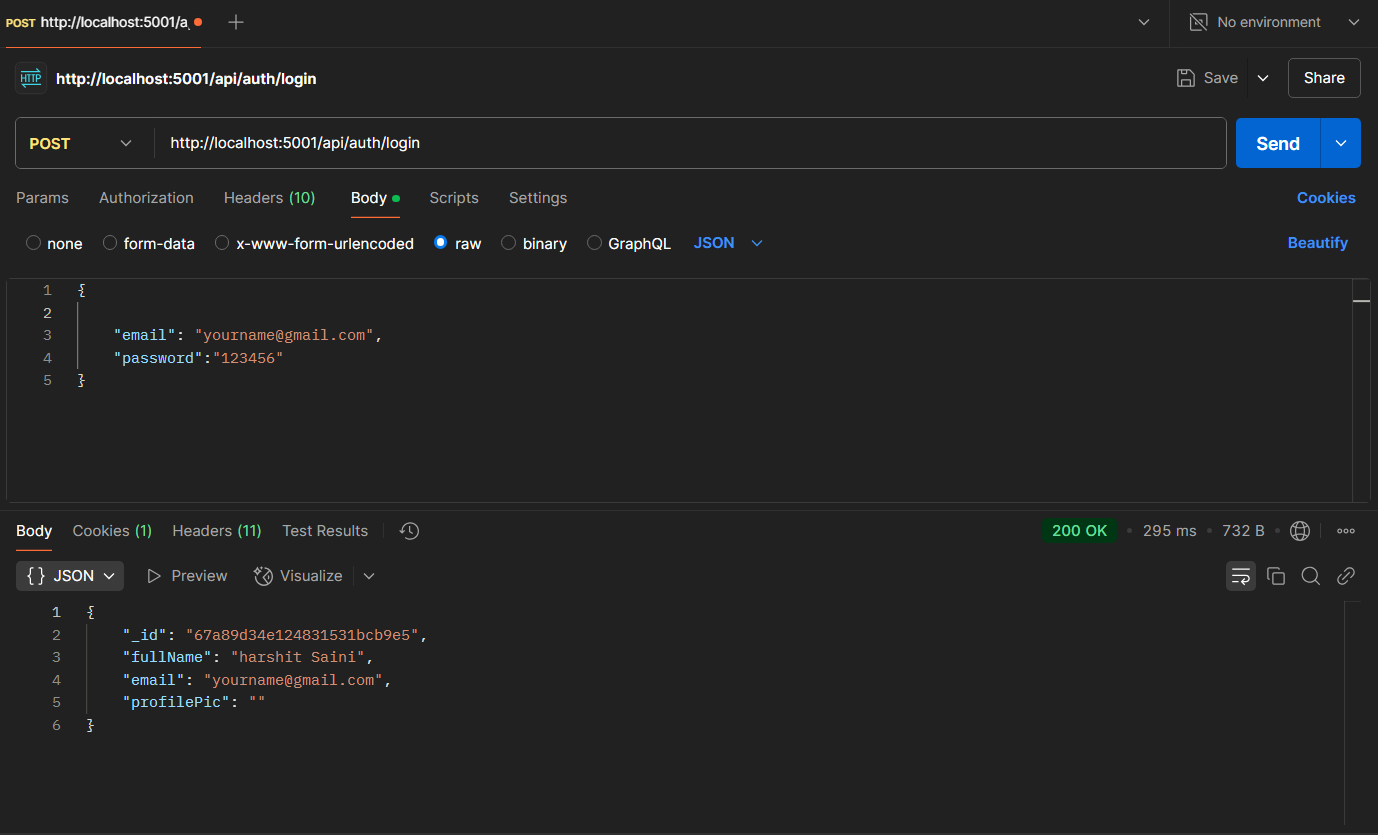 POST http://localhost:5001/a
No environment
HTTP http://localhost:5001/api/auth/login
Save
Share
POST
http://localhost:5001/api/auth/login
Send
Params Authorization Headers (10) Body Scripts Settings Cookies
none form-data x-www-form-urlencoded raw binary GraphQL JSON Beautify
1 {
2
3 "email": "yourname@gmail.com",
4 "password":"123456"
5 }
Body Cookies (1) Headers (11) Test Results 200 OK • 295 ms • 732 B •
{} JSON Preview Visualize
1 {
2 "_id": "67a89d34e124831531bcb9e5",
3 "fullName": "harshit Saini",
4 "email": "yourname@gmail.com",
5 "profilePic": ""
6 }